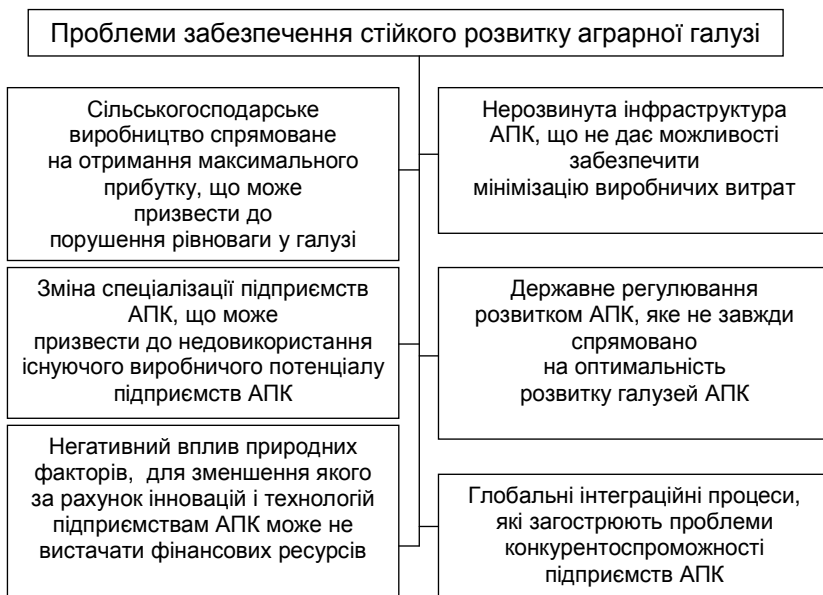 Проблеми забезпечення стійкого розвитку аграрної галузі
Сільськогосподарське
виробництво спрямоване
на отримання максимального
прибутку, що може
призвести до
порушення рівноваги у галузі
Нерозвинута інфраструктура
АПК, що не дає можливості
забезпечити
мінімізацію виробничих витрат
Зміна спеціалізації підприємств
АПК, що може
призвести до недовикористання
існуючого виробничого потенціалу
підприємств АПК
Державне регулювання
розвитком АПК, яке не завжди
спрямовано
на оптимальність
розвитку галузей АПК
Негативний вплив природних
факторів, для зменшення якого
за рахунок інновацій і технологій
підприємствам АПК може не
вистачати фінансових ресурсів
Глобальні інтеграційні процеси,
які загострюють проблеми
конкурентоспроможності
підприємств АПК